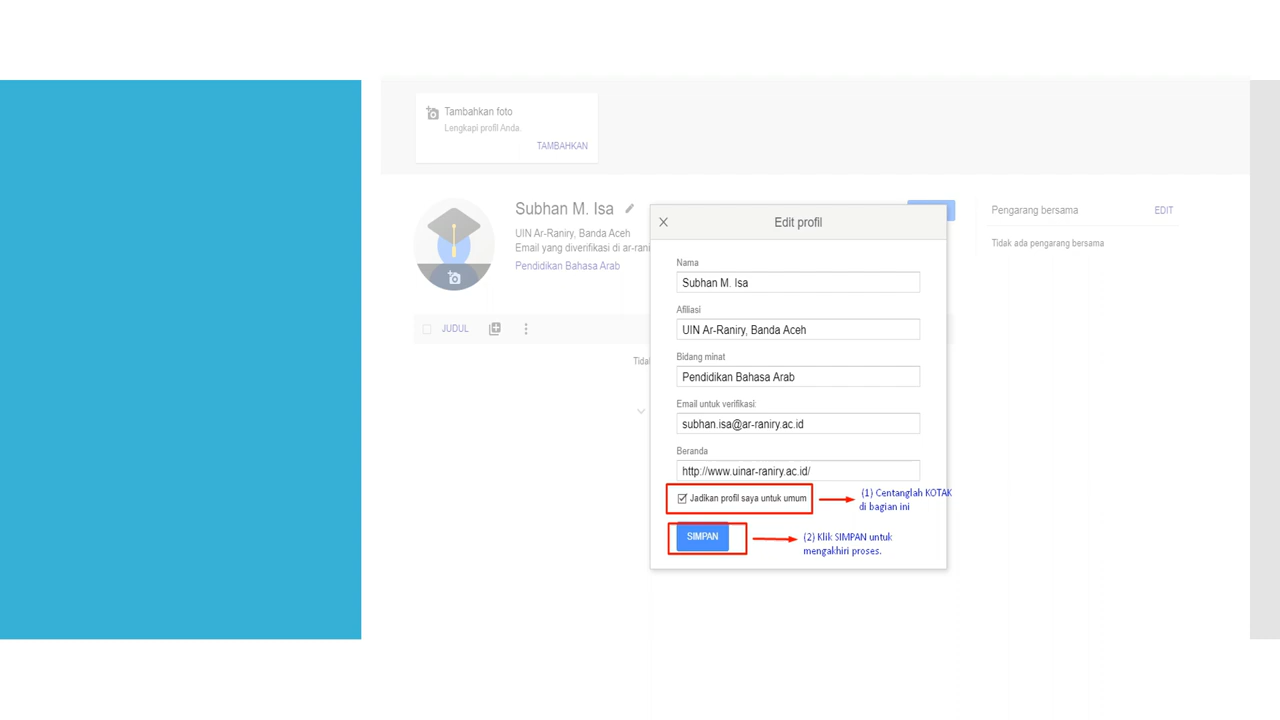 Tambahkan foto
Lengkapi profil Anda.
TAMBAHKAN
Subhan M. Isa
UIN Ar-Raniry, Banda Aceh
Email yang diverifikasi di ar-rani
Pendidikan Bahasa Arab
JUDUL
Tida
Edit profil
Nama
Subhan M. Isa
Afiliasi
UIN Ar-Raniry, Banda Aceh
Bidang minat
Pendidikan Bahasa Arab
Email untuk verifikasi:
subhan.isa@ar-raniry.ac.id
Beranda
http://www.uinar-raniry.ac.id/
Jadikan profil saya untuk umum
SIMPAN
(1) Centanglah KOTAK
di bagian ini
(2) Klik SIMPAN untuk
mengakhiri proses.
Pengarang bersama
EDIT
Tidak ada pengarang bersama